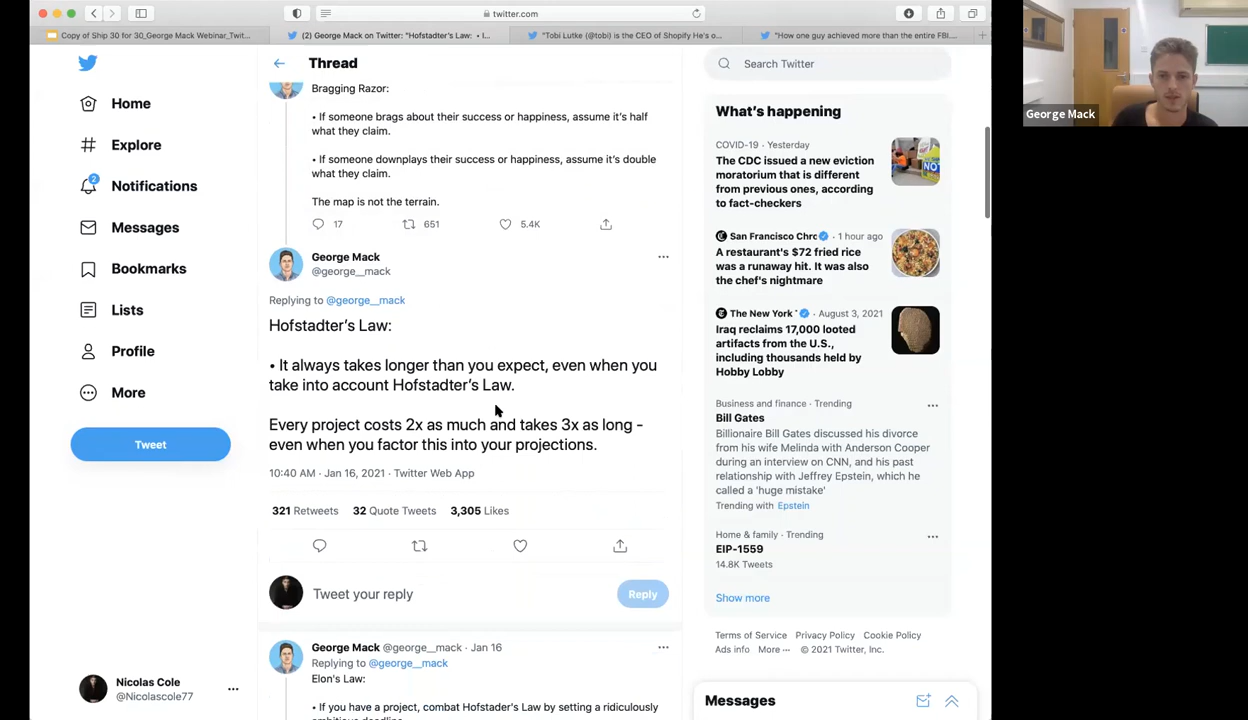 twitter.com
Copy of Ship 30 for 30_George Mack Webinar_Twit...
(2) George Mack on Twitter: "Hofstadter's Law: • I...
"Tobi Lutke (@tobi) is the CEO of Shopify He's o...
"How one guy achieved more than the entire FBI....
Home
Explore
2
Notifications
Messages
Bookmarks
Lists
Profile
More
Tweet
Nicolas Cole
@Nicolascole77
Thread
Bragging Razor:
• If someone brags about their success or happiness, assume it's half
what they claim.
• If someone downplays their success or happiness, assume it's double
what they claim.
The map is not the terrain.
17 651 5.4K
George Mack
@george__mack
Replying to @george__mack
Hofstadter's Law:
• It always takes longer than you expect, even when you
take into account Hofstadter's Law.
Every project costs 2x as much and takes 3x as long -
even when you factor this into your projections.
10:40 AM · Jan 16, 2021 · Twitter Web App
321 Retweets 32 Quote Tweets 3,305 Likes
Tweet your reply
Reply
George Mack @george__mack · Jan 16
Replying to @george__mack
Elon's Law:
• If you have a project, combat Hofstader's Law by setting a ridiculously
ambitious deadline
Search Twitter
What's happening
COVID-19 · Yesterday
The CDC issued a new eviction
moratorium that is different
from previous ones, according
to fact-checkers
San Francisco Chrc · 1 hour ago
A restaurant's $72 fried rice
was a runaway hit. It was also
the chef's nightmare
The New York · August 3, 2021
Iraq reclaims 17,000 looted
artifacts from the U.S.,
including thousands held by
Hobby Lobby
Business and finance · Trending
Bill Gates
Billionaire Bill Gates discussed his divorce
from his wife Melinda with Anderson Cooper
during an interview on CNN, and his past
relationship with Jeffrey Epstein, which he
called a 'huge mistake'
Trending with Epstein
Home & family · Trending
EIP-1559
14.8K Tweets
Show more
Terms of Service Privacy Policy Cookie Policy
Ads info More ··· © 2021 Twitter, Inc.
Messages
George Mack